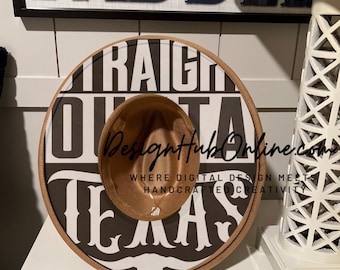 STRAIGHT
OUTTA
DesignHubOnline.com
WHERE DIGITAL DESIGN MEETS
HANDCRAFTED CREATIVITY
TEXAS